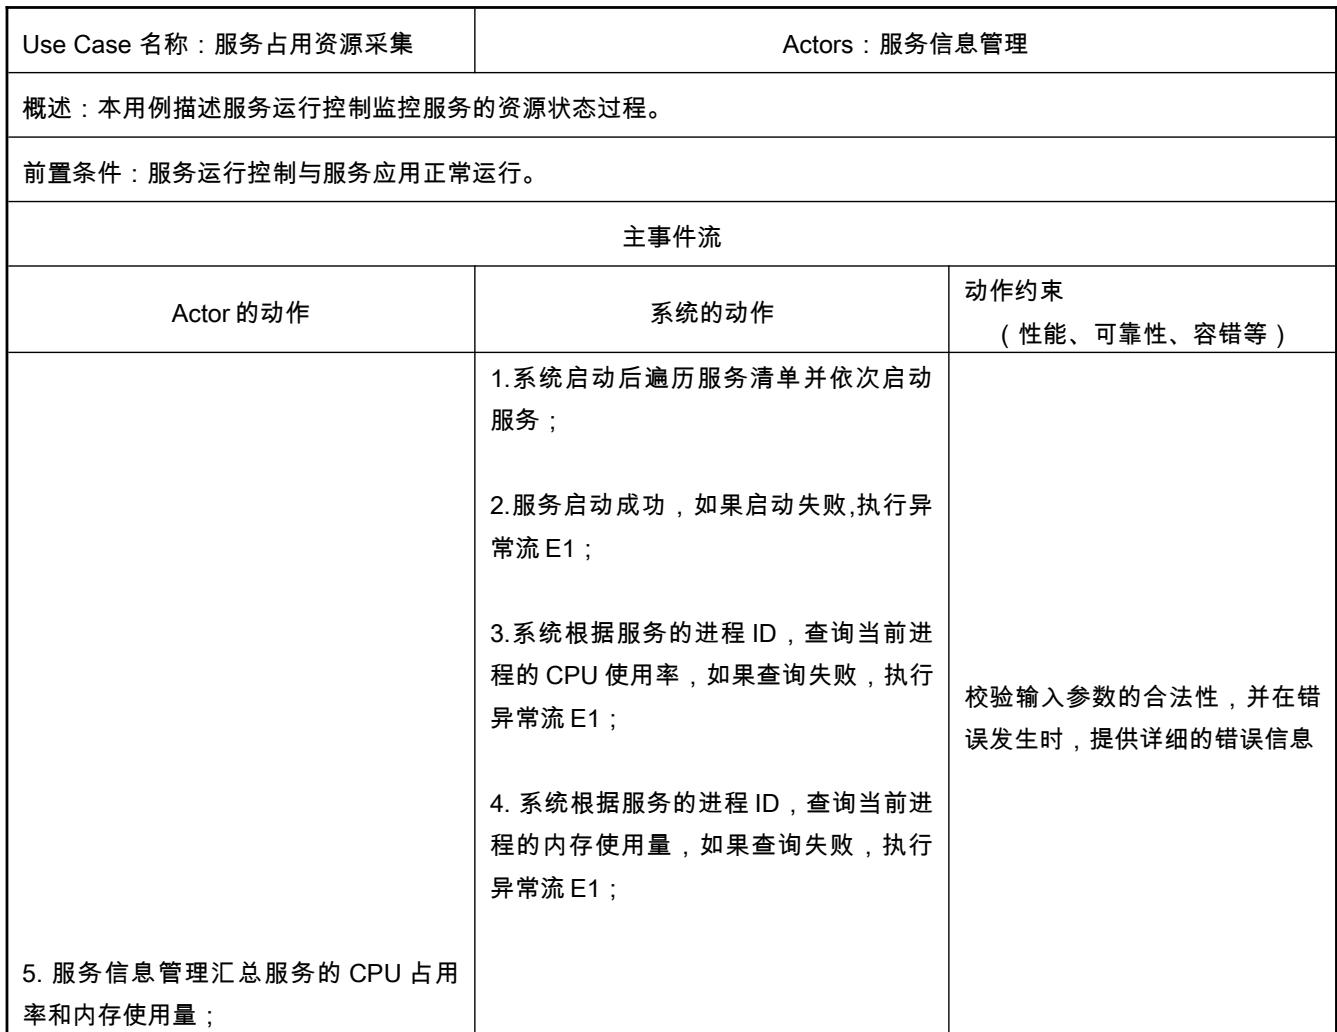 Use Case 名称：服务占用资源采集
Actors：服务信息管理
概述：本用例描述服务运行控制监控服务的资源状态过程。
前置条件：服务运行控制与服务应用正常运行。
主事件流
Actor 的动作
系统的动作
动作约束
（性能、可靠性、容错等）
1.系统启动后遍历服务清单并依次启动
服务；
2.服务启动成功，如果启动失败,执行异
常流 E1；
3.系统根据服务的进程 ID，查询当前进
程的 CPU 使用率，如果查询失败，执行
异常流 E1；
4. 系统根据服务的进程 ID，查询当前进
程的内存使用量，如果查询失败，执行
异常流 E1；
校验输入参数的合法性，并在错
误发生时，提供详细的错误信息
5. 服务信息管理汇总服务的 CPU 占用
率和内存使用量；